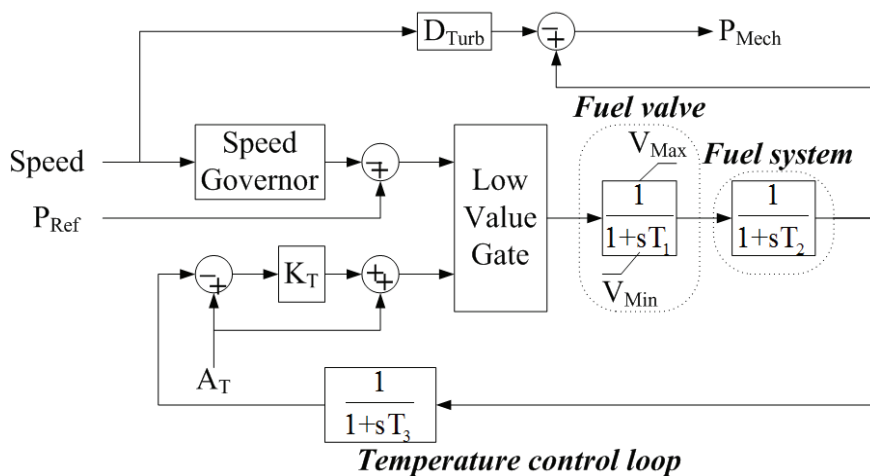 D_Turb
P_Mech
Fuel valve
Speed
Speed
Governor
V_Max
Fuel system
P_Ref
Low
Value
Gate
1
1+sT_1
1
1+sT_2
K_T
V_Min
A_T
1
1+sT_3
Temperature control loop
- +
- +
- +
+ +